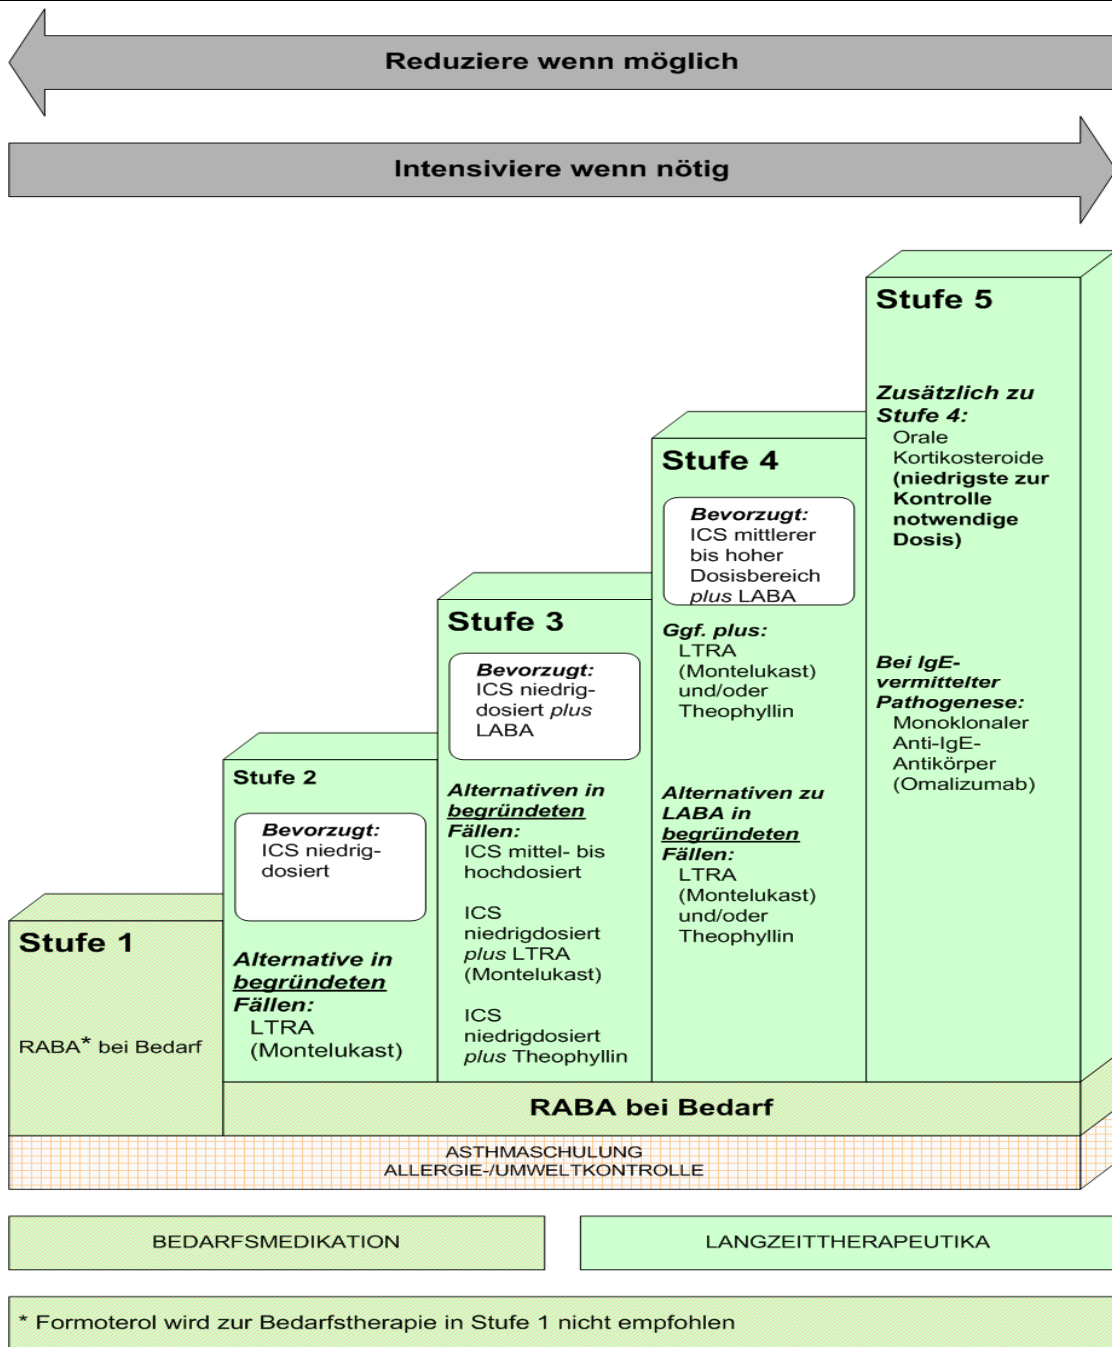 Reduziere wenn möglich
Intensiviere wenn nötig
Stufe 1
RABA* bei Bedarf
Stufe 2
Bevorzugt:
ICS niedrig-
dosiert
Alternative in
begründeten
Fällen:
LTRA
(Montelukast)
Stufe 3
Bevorzugt:
ICS niedrig-
dosiert plus
LABA
Alternativen in
begründeten
Fällen:
ICS mittel- bis
hochdosiert
ICS
niedrigdosiert
plus LTRA
(Montelukast)
ICS
niedrigdosiert
plus Theophyllin
Stufe 4
Bevorzugt:
ICS mittlerer
bis hoher
Dosisbereich
plus LABA
Ggf. plus:
LTRA
(Montelukast)
und/oder
Theophyllin
Alternativen zu
LABA in
begründeten
Fällen:
LTRA
(Montelukast)
und/oder
Theophyllin
Stufe 5
Zusätzlich zu
Stufe 4:
Orale
Kortikosteroide
(niedrigste zur
Kontrolle
notwendige
Dosis)
Bei IgE-
vermittelter
Pathogenese:
Monoklonaler
Anti-IgE-
Antikörper
(Omalizumab)
RABA bei Bedarf
ASTHMASCHULUNG
ALLERGIE-/UMWELTKONTROLLE
BEDARFSMEDIKATION
LANGZEITTHERAPEUTIKA
* Formoterol wird zur Bedarfstherapie in Stufe 1 nicht empfohlen